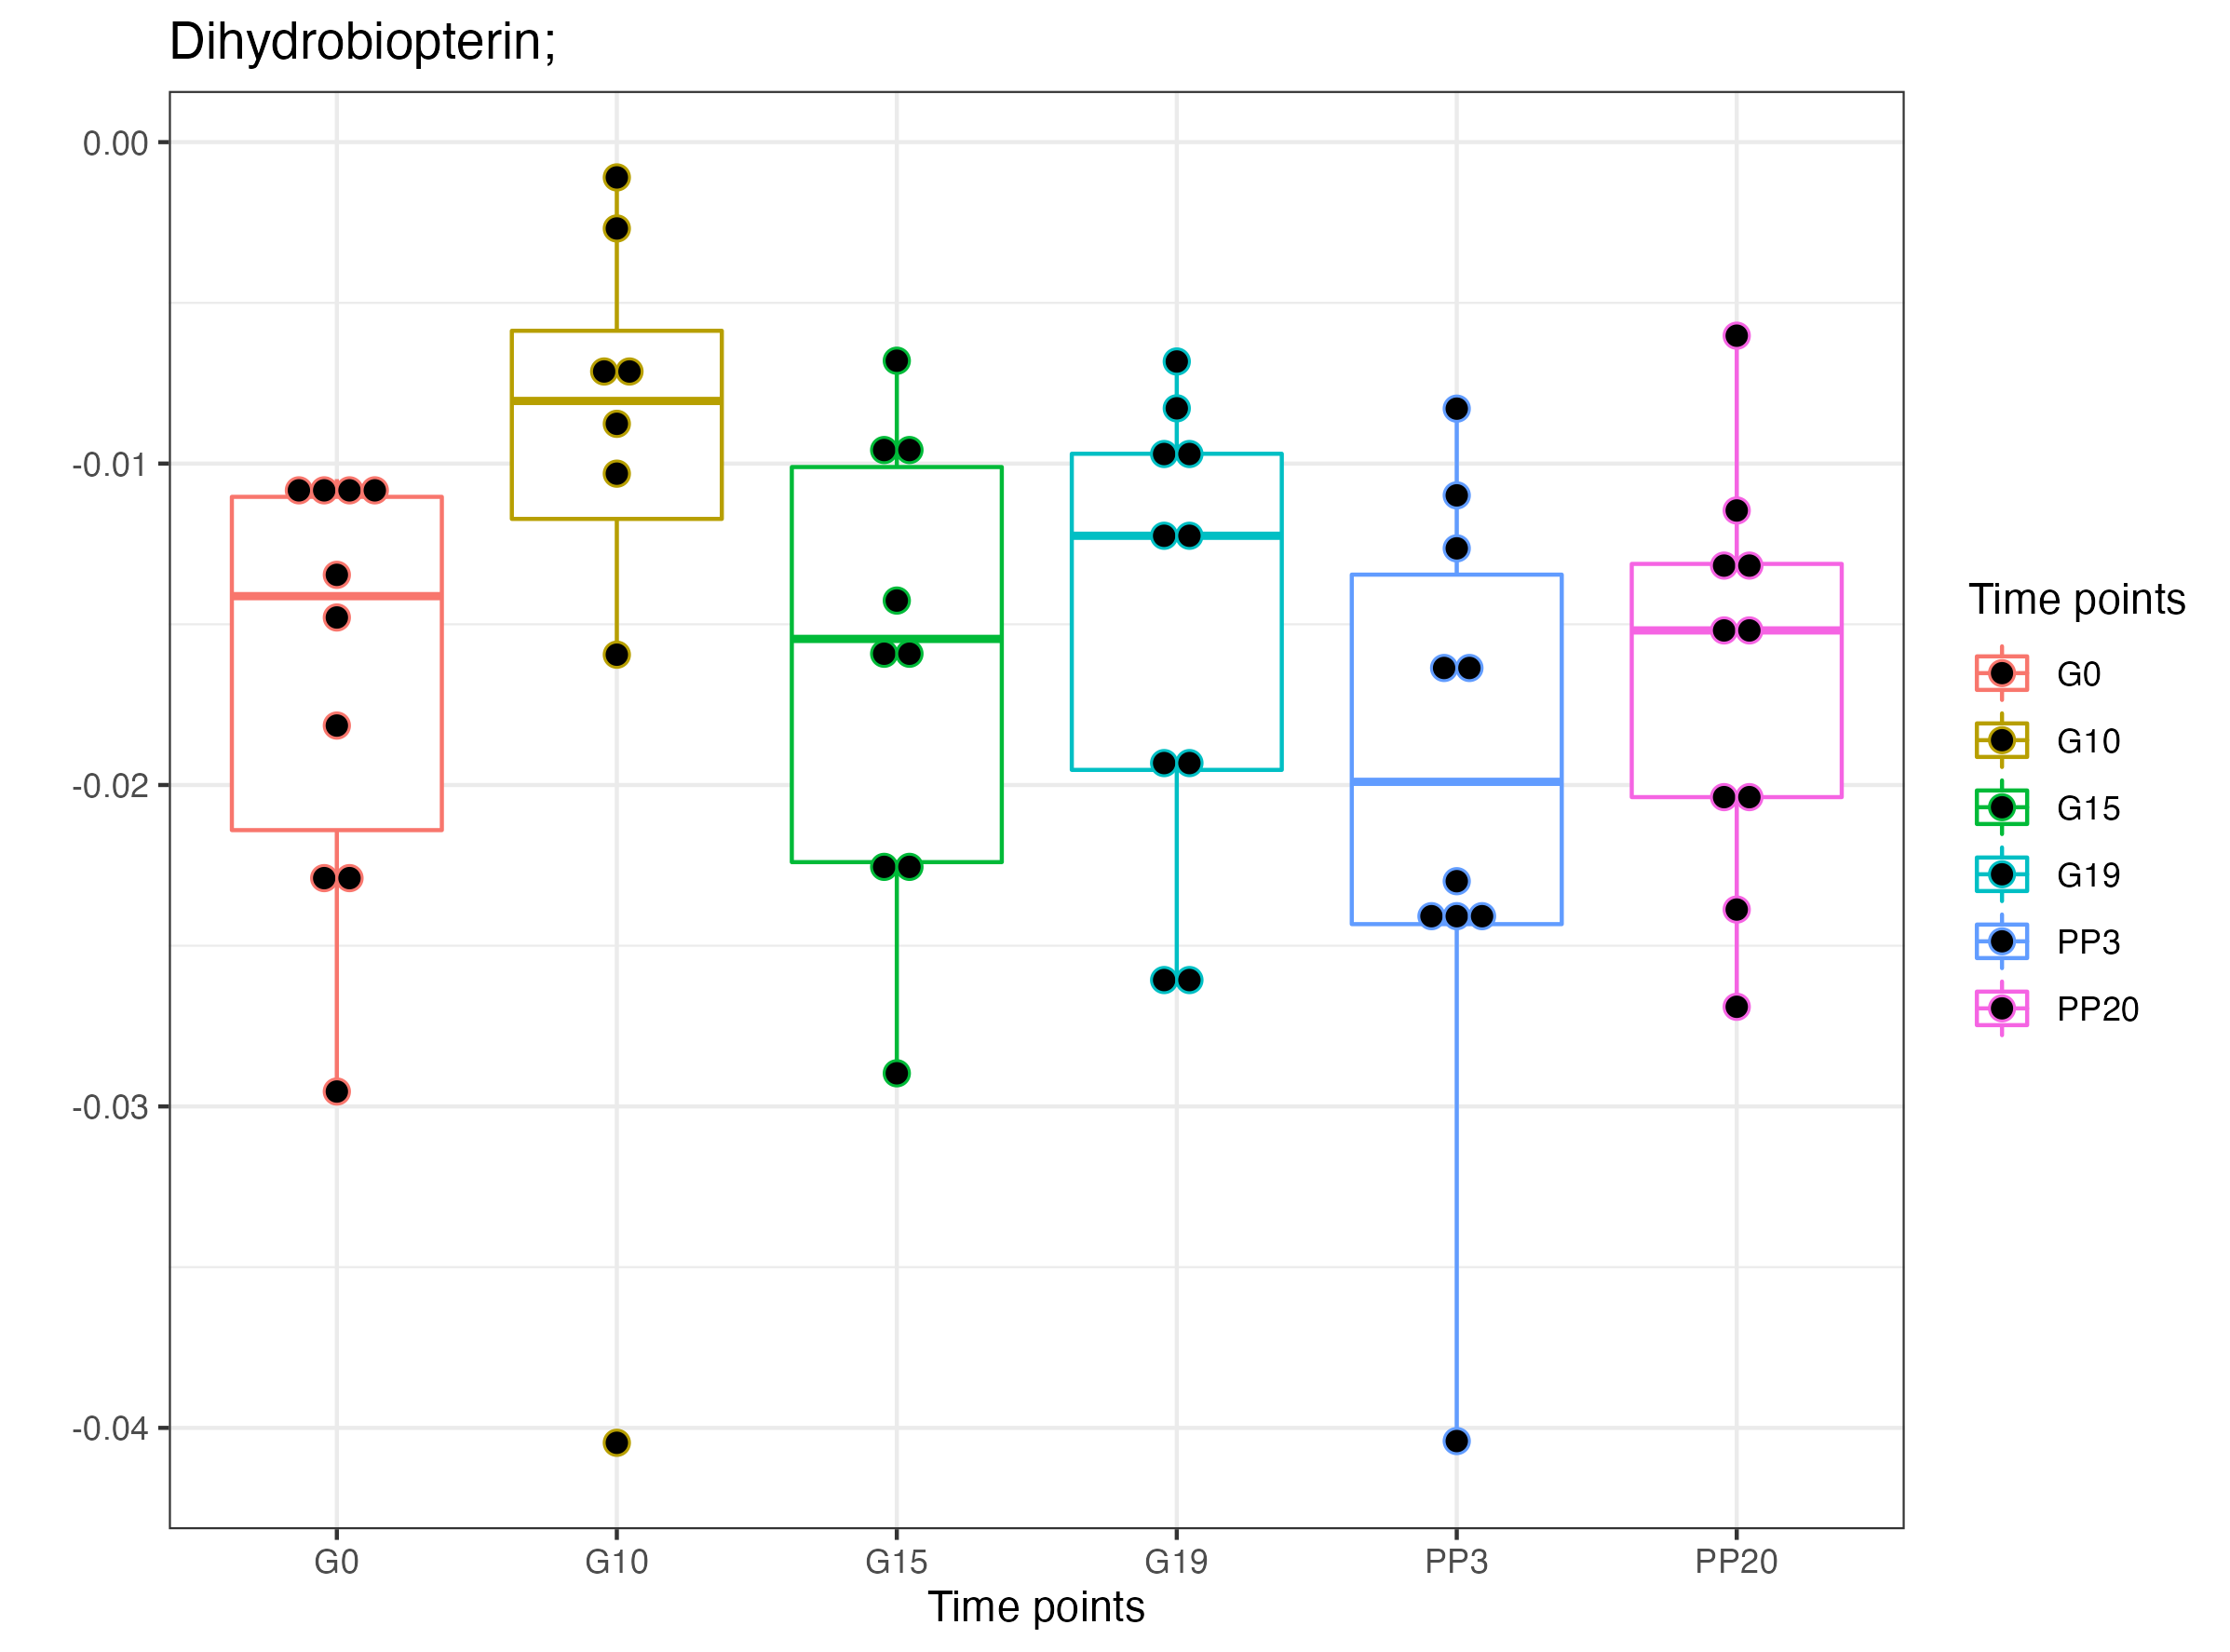 Dihydrobiopterin;
0.00
-0.01
-0.02
-0.03
-0.04
G0 G10 G15 G19 PP3 PP20
Time points
Time points
G0
G10
G15
G19
PP3
PP20